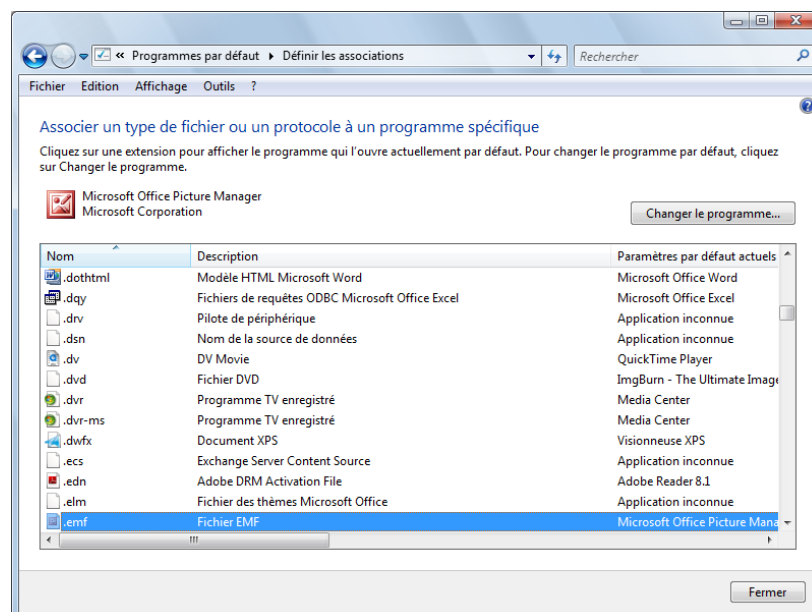 « Programmes par défaut Définir les associations Rechercher
Fichier Edition Affichage Outils ?
Associer un type de fichier ou un protocole à un programme spécifique
Cliquez sur une extension pour afficher le programme qui l'ouvre actuellement par défaut. Pour changer le programme par défaut, cliquez
sur Changer le programme.
Microsoft Office Picture Manager
Microsoft Corporation
Changer le programme...
Nom Description Paramètres par défaut actuels
.dothtml Modèle HTML Microsoft Word Microsoft Office Word
.dqy Fichiers de requêtes ODBC Microsoft Office Excel Microsoft Office Excel
.drv Pilote de périphérique Application inconnue
.dsn Nom de la source de données Application inconnue
.dv DV Movie QuickTime Player
.dvd Fichier DVD ImgBurn - The Ultimate Image
.dvr Programme TV enregistré Media Center
.dvr-ms Programme TV enregistré Media Center
.dwfx Document XPS Visionneuse XPS
.ecs Exchange Server Content Source Application inconnue
.edn Adobe DRM Activation File Adobe Reader 8.1
.elm Fichier des thèmes Microsoft Office Application inconnue
.emf Fichier EMF Microsoft Office Picture Mana
Fermer